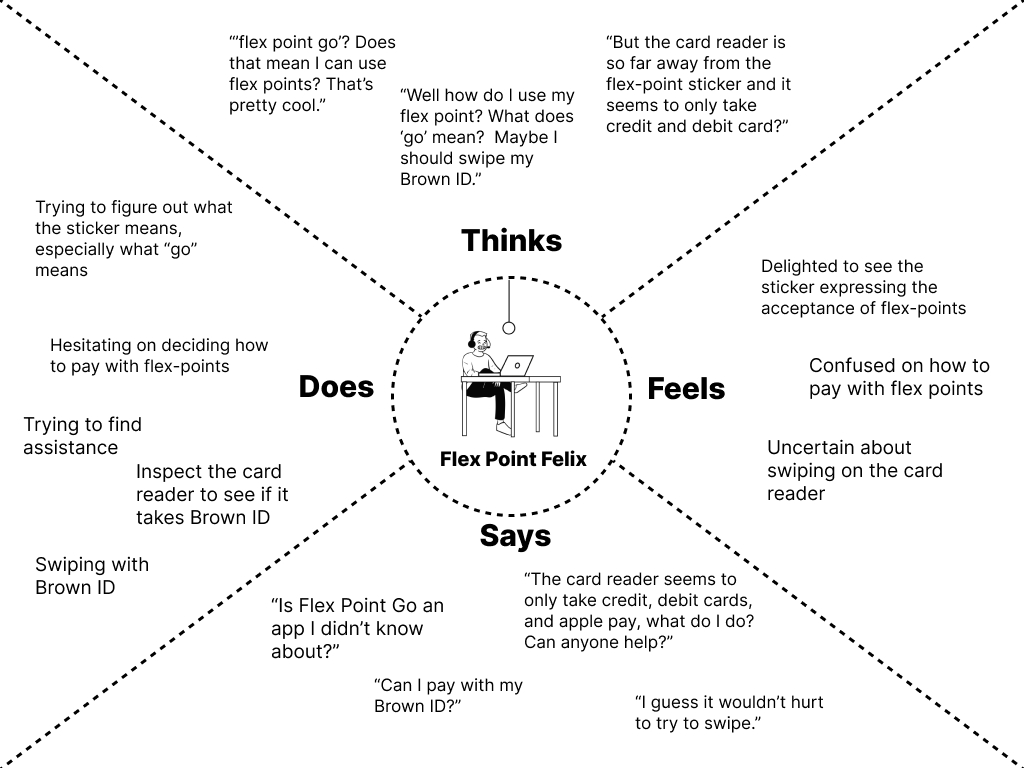 “‘flex point go’? Does
that mean I can use
flex points? That’s
pretty cool.”
“Well how do I use my
flex point? What does
‘go’ mean?  Maybe I
should swipe my
Brown ID.”
“But the card reader is
so far away from the
flex-point sticker and it
seems to only take
credit and debit card?”
Thinks
Trying to figure out what
the sticker means,
especially what “go”
means
Hesitating on deciding how
to pay with flex-points
Does
Trying to find
assistance
Inspect the card
reader to see if it
takes Brown ID
Swiping with
Brown ID
Flex Point Felix
Feels
Delighted to see the
sticker expressing the
acceptance of flex-points
Confused on how to
pay with flex points
Uncertain about
swiping on the card
reader
Says
“Is Flex Point Go an
app I didn’t know
about?”
“The card reader seems to
only take credit, debit cards,
and apple pay, what do I do?
Can anyone help?”
“Can I pay with my
Brown ID?”
“I guess it wouldn’t hurt
to try to swipe.”